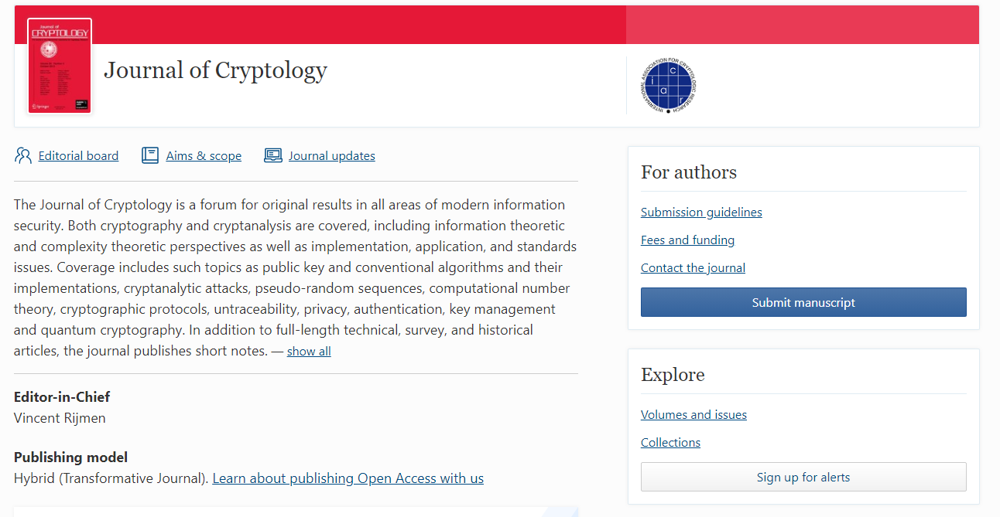 Journal of
CRYPTOLOGY
Springer
Journal of Cryptology
INTERNATIONAL ASSOCIATION FOR CRYPTOLOGIC RESEARCH
i a c r
Editorial board
Aims & scope
Journal updates
The Journal of Cryptology is a forum for original results in all areas of modern information
security. Both cryptography and cryptanalysis are covered, including information theoretic
and complexity theoretic perspectives as well as implementation, application, and standards
issues. Coverage includes such topics as public key and conventional algorithms and their
implementations, cryptanalytic attacks, pseudo-random sequences, computational number
theory, cryptographic protocols, untraceability, privacy, authentication, key management
and quantum cryptography. In addition to full-length technical, survey, and historical
articles, the journal publishes short notes. — show all
Editor-in-Chief
Vincent Rijmen
Publishing model
Hybrid (Transformative Journal). Learn about publishing Open Access with us
For authors
Submission guidelines
Fees and funding
Contact the journal
Submit manuscript
Explore
Volumes and issues
Collections
Sign up for alerts